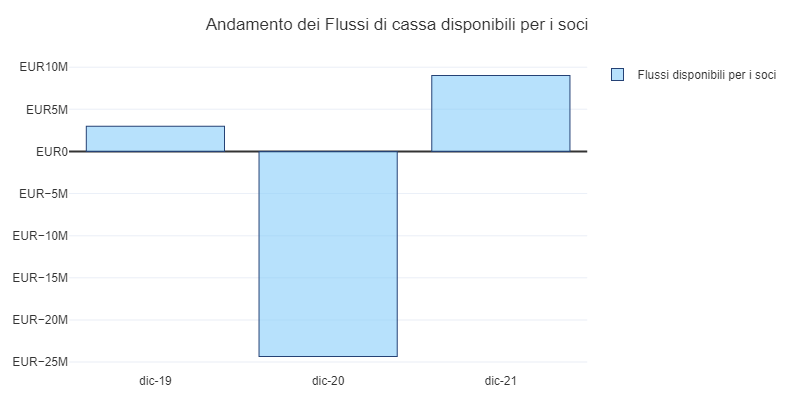 Andamento dei Flussi di cassa disponibili per i soci
EUR10M
EUR5M
EUR0
EUR−5M
EUR−10M
EUR−15M
EUR−20M
EUR−25M
dic-19
dic-20
dic-21
Flussi disponibili per i soci